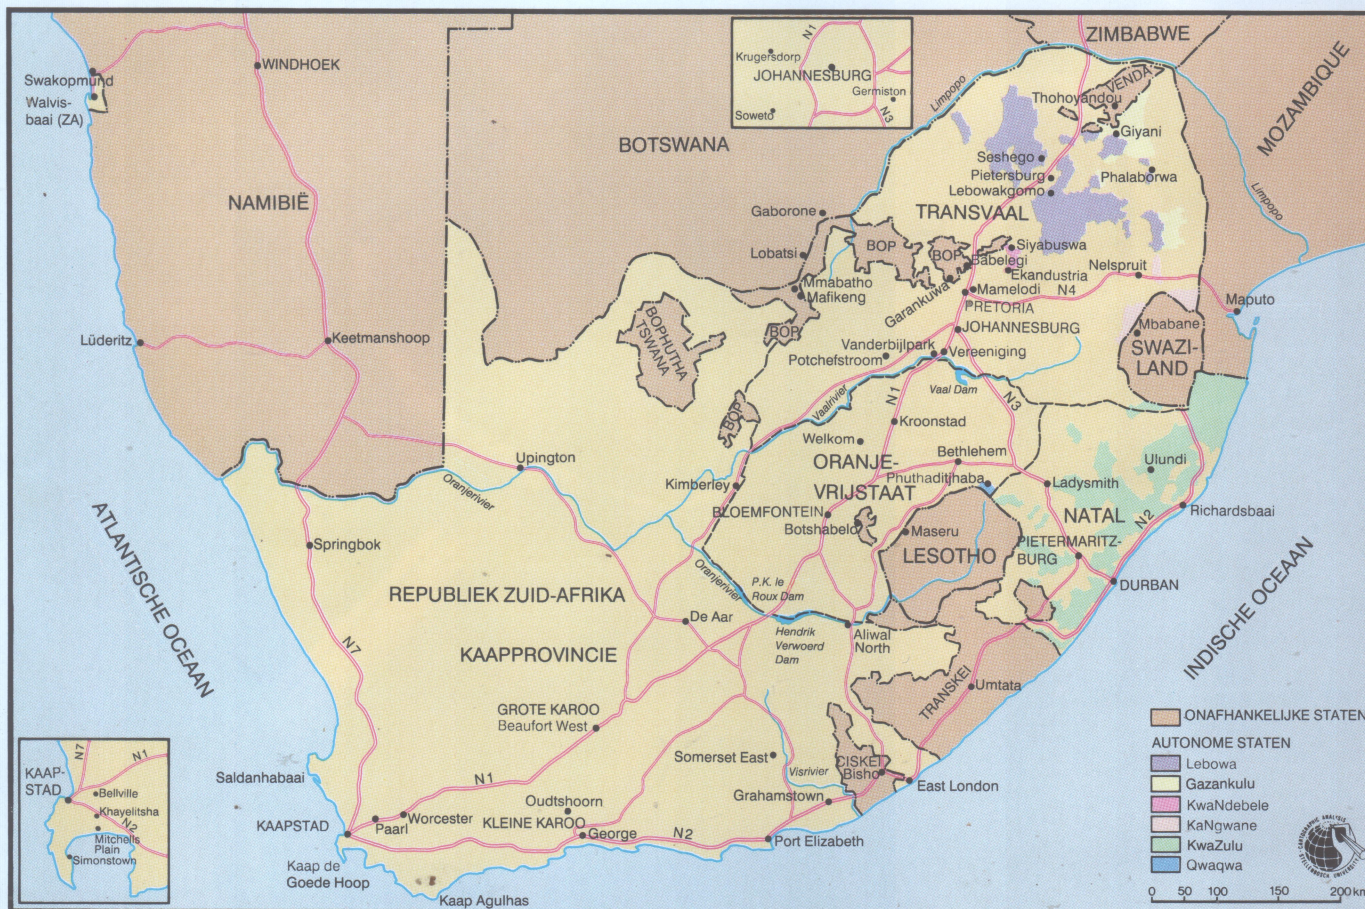 ZIMBABWE
MOZAMBIQUE
N1
Krugersdorp
JOHANNESBURG
Germiston
Soweto
N3
Swakopmund
Walvis-
baai (ZA)
WINDHOEK
NAMIBIË
Lüderitz
Keetmanshoop
BOTSWANA
Gaborone
Lobatsi
Limpopo
Limpopo
VENDA
Thohoyandou
Giyani
Seshego
Pietersburg
Lebowakgomo
Phalaborwa
TRANSVAAL
BOP
BOP
Siyabuswa
Babelegi
Ekandustria
Nelspruit
Mmabatho
Mafikeng
Garankuwa
Mamelodi
N4
PRETORIA
Maputo
BOPHUTHA
TSWANA
BOP
JOHANNESBURG
Mbabane
SWAZI-
LAND
Vanderbijlpark
Vereeniging
Potchefstroom
Vaal Dam
Vaalrivier
N1
N3
BOP
Kroonstad
Welkom
ORANJE-
VRIJSTAAT
Bethlehem
Phuthaditjhaba
Ulundi
Ladysmith
NATAL
N2
Richardsbaai
Upington
Oranjerivier
Kimberley
BLOEMFONTEIN
Botshabelo
Maseru
LESOTHO
PIETERMARITZ-
BURG
DURBAN
ATLANTISCHE OCEAAN
INDISCHE OCEAAN
Springbok
Oranjerivier
P.K. le
Roux Dam
REPUBLIEK ZUID-AFRIKA
De Aar
Hendrik
Verwoerd
Dam
Aliwal
North
KAAPPROVINCIE
N7
TRANSKEI
Umtata
GROTE KAROO
Beaufort West
Somerset East
Visrivier
CISKEI
Bisho
East London
Grahamstown
Saldanhabaai
N1
Oudtshoorn
KLEINE KAROO
KAAPSTAD
Paarl
Worcester
George
N2
Port Elizabeth
Kaap de
Goede Hoop
Kaap Agulhas
N7
N1
KAAP-
STAD
Bellville
Khayelitsha
N2
Mitchells
Plain
Simonstown
ONAFHANKELIJKE STATEN
AUTONOME STATEN
Lebowa
Gazankulu
KwaNdebele
KaNgwane
KwaZulu
Qwaqwa
0 50 100 150 200 km
CARTOGRAPHIC ANALYSIS
STELLENBOSCH UNIVERSITY